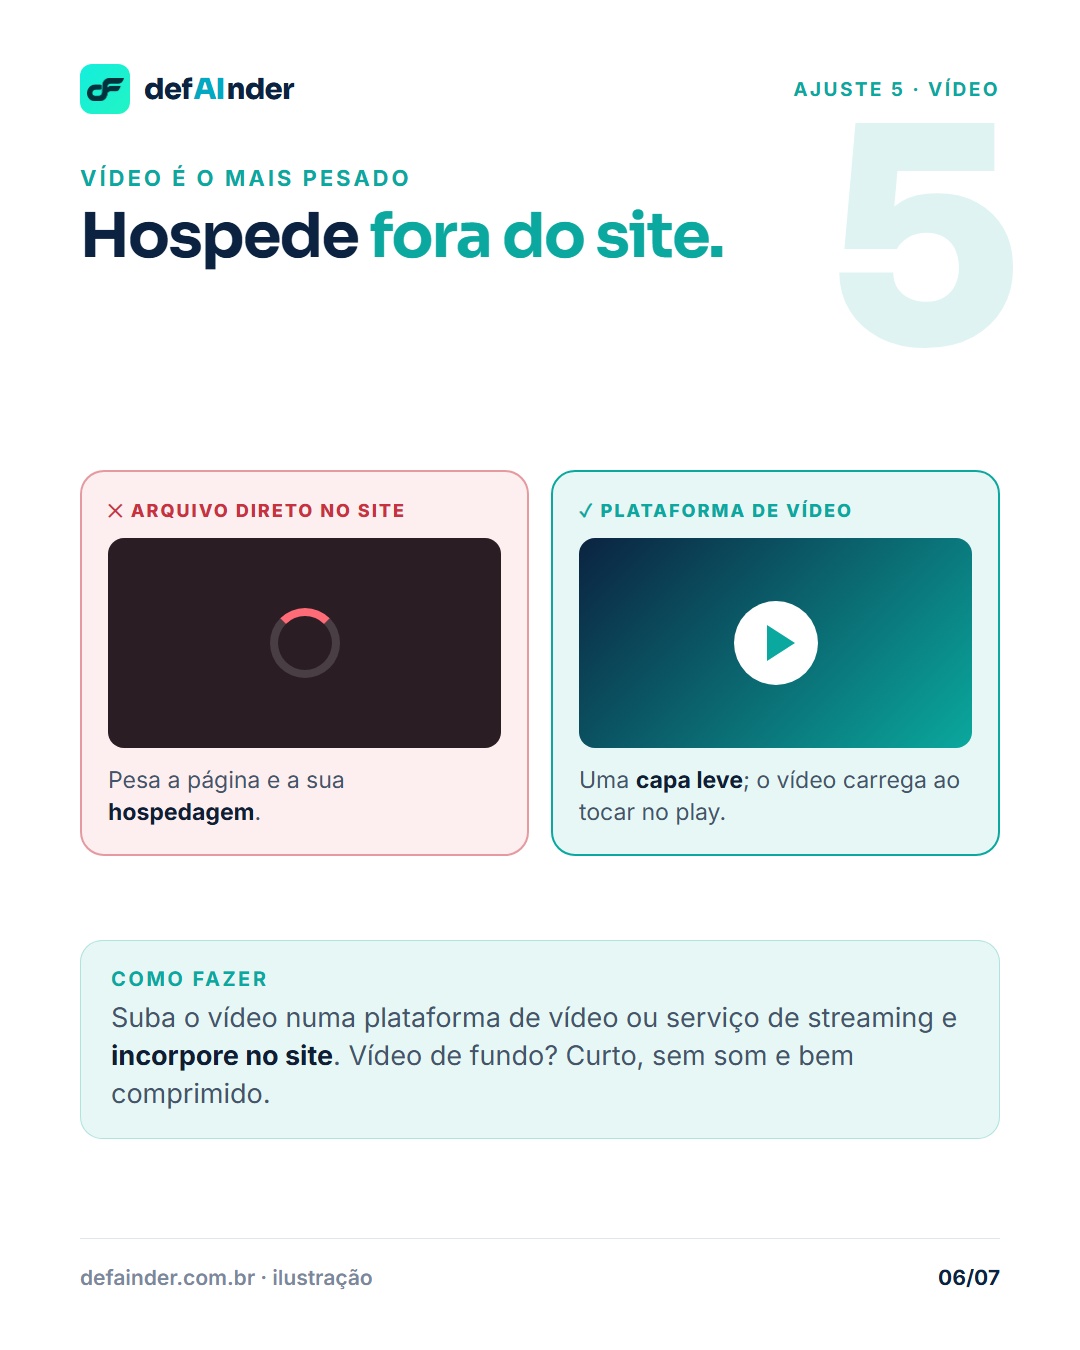 defAInder
AJUSTE 5 · VÍDEO
5
VÍDEO É O MAIS PESADO
Hospede fora do site.
✕ ARQUIVO DIRETO NO SITE
Pesa a página e a sua
hospedagem.
✓ PLATAFORMA DE VÍDEO
Uma capa leve; o vídeo carrega ao
tocar no play.
COMO FAZER
Suba o vídeo numa plataforma de vídeo ou serviço de streaming e
incorpore no site. Vídeo de fundo? Curto, sem som e bem
comprimido.
defainder.com.br · ilustração
06/07